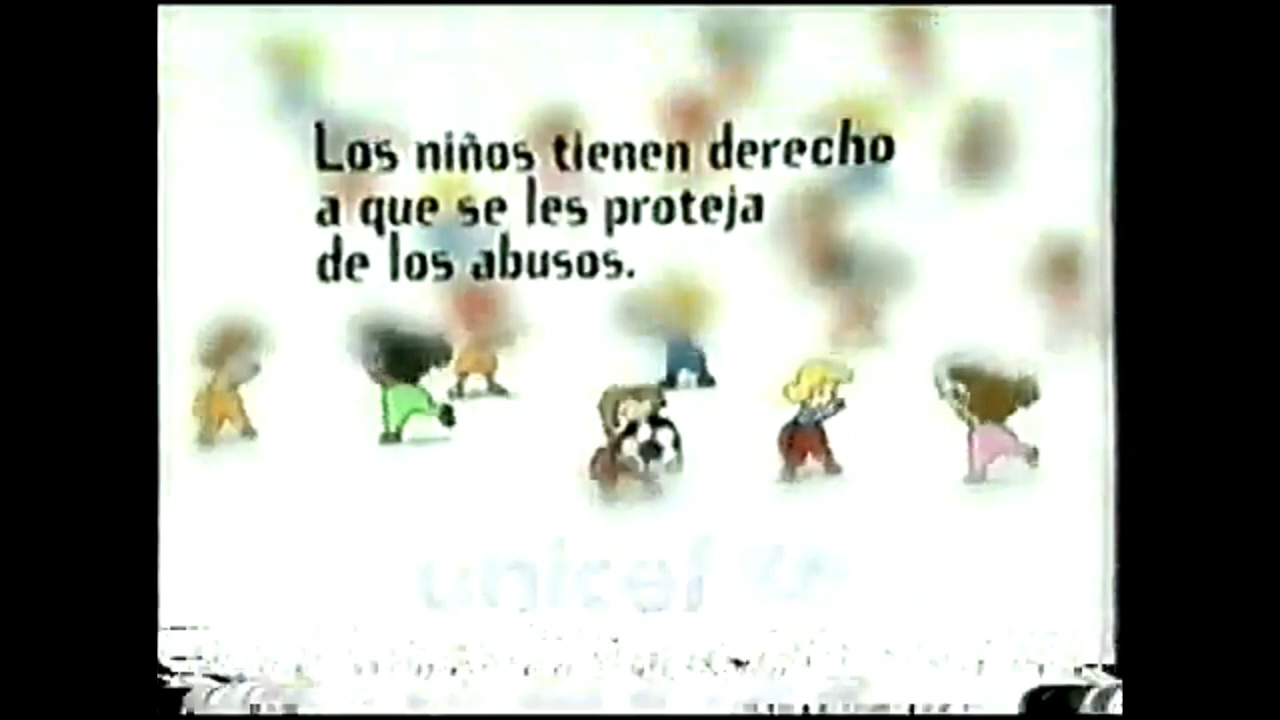 Los niños tienen derecho
a que se les proteja
de los abusos.
unicef